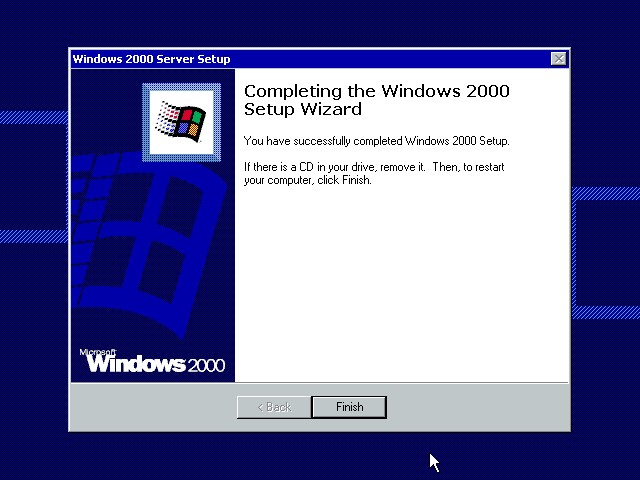 Windows 2000 Server Setup
Completing the Windows 2000
Setup Wizard
You have successfully completed Windows 2000 Setup.
If there is a CD in your drive, remove it. Then, to restart
your computer, click Finish.
Microsoft
Windows 2000
< Back
Finish